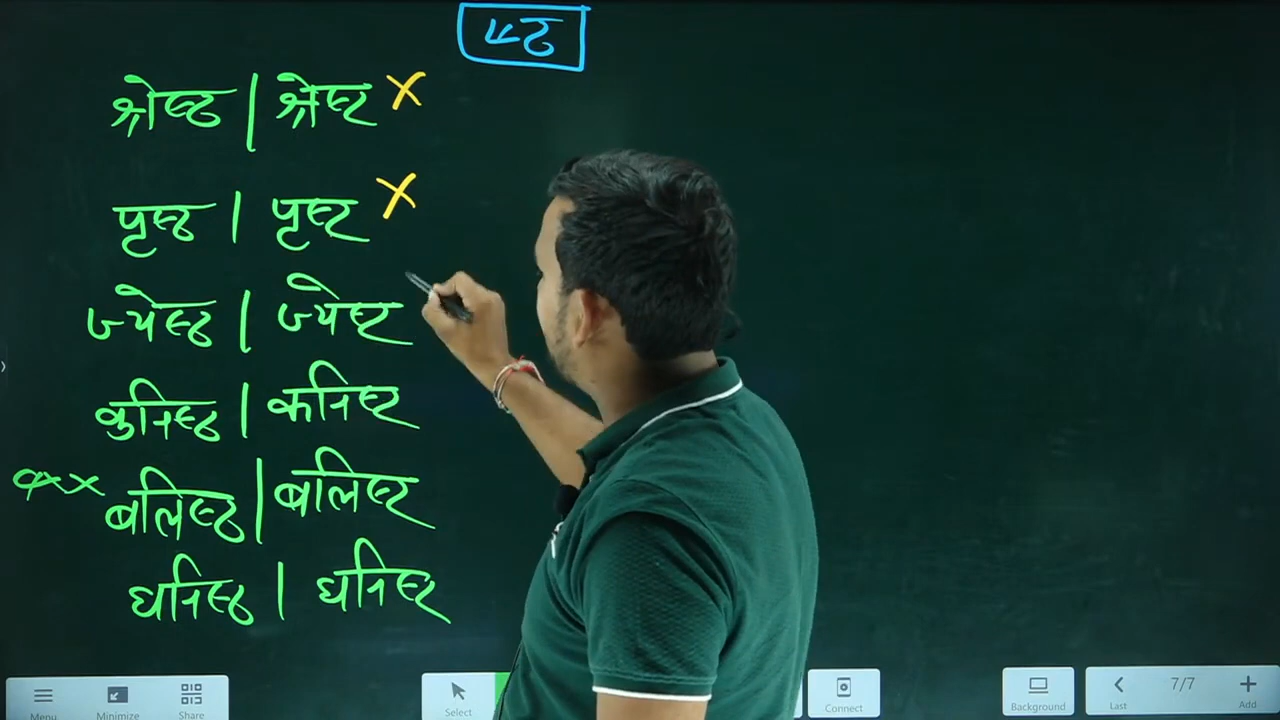 श्रेष्ठ | श्रेष्ट X
पृष्ठ | पृष्ट X
ज्येष्ठ | ज्येष्ट
कनिष्ठ | कनिष्ट
बलिष्ठ | बलिष्ट
घनिष्ठ | घनिष्ट
Menu Minimize Share Select Connect Background Last 7/7 Add